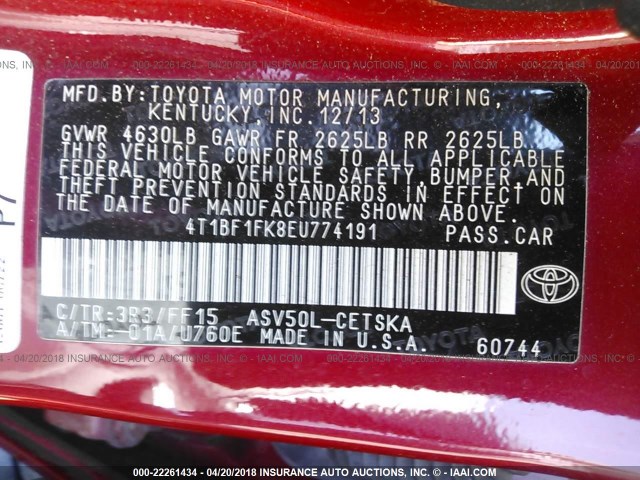 MFD.BY:TOYOTA MOTOR MANUFACTURING,
KENTUCKY,INC.12/13
GVWR 4630LB GAWR FR 2625LB RR 2625LB
THIS VEHICLE CONFORMS TO ALL APPLICABLE
FEDERAL MOTOR VEHICLE SAFETY, BUMPER, AND
THEFT PREVENTION STANDARDS IN EFFECT ON
THE DATE OF MANUFACTURE SHOWN ABOVE.
4T1BF1FK8EU774191 PASS.CAR
C/TR:3R3/FF15 ASV50L-CETSKA
A/TM:-01A/U760E MADE IN U.S.A. 60744
TOYOTA
P7
000-22261434 - 04/20/2018 - INSURANCE AUTO AUCTIONS - © IAAI.COM